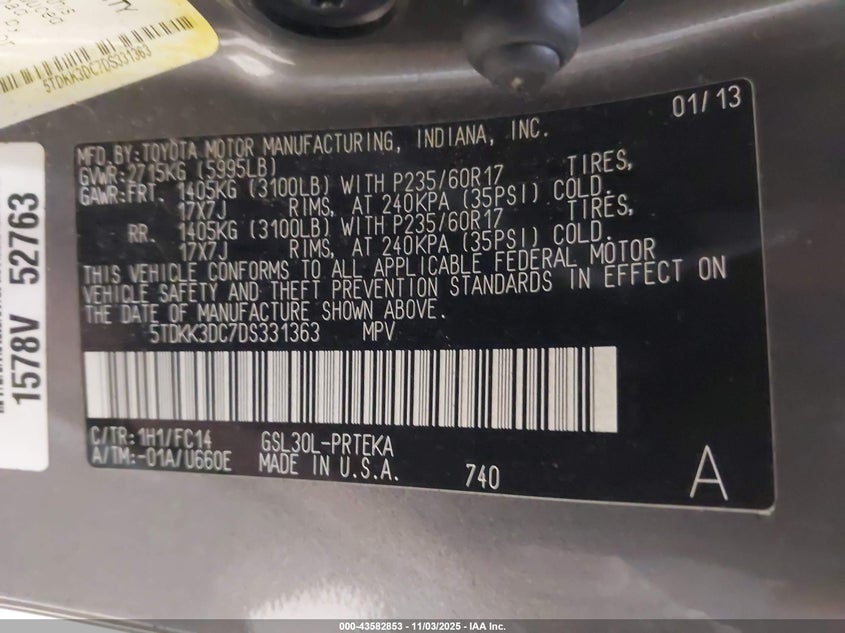 5TDKK3DC7DS331363
1578V 52763
01/13
MFD. BY: TOYOTA MOTOR MANUFACTURING, INDIANA, INC.
GVWR: 2715KG (5995LB)
GAWR: FRT. 1405KG (3100LB) WITH P235/60R17 TIRES,
17X7J RIMS, AT 240KPA (35PSI) COLD.
RR. 1405KG (3100LB) WITH P235/60R17 TIRES,
17X7J RIMS, AT 240KPA (35PSI) COLD.
THIS VEHICLE CONFORMS TO ALL APPLICABLE FEDERAL MOTOR
VEHICLE SAFETY AND THEFT PREVENTION STANDARDS IN EFFECT ON
THE DATE OF MANUFACTURE SHOWN ABOVE.
5TDKK3DC7DS331363 MPV
C/TR: 1H1/FC14 GSL30L-PRTEKA
A/TM: -01A/U660E MADE IN U.S.A. 740
A
000-43582853 - 11/03/2025 - IAA Inc.